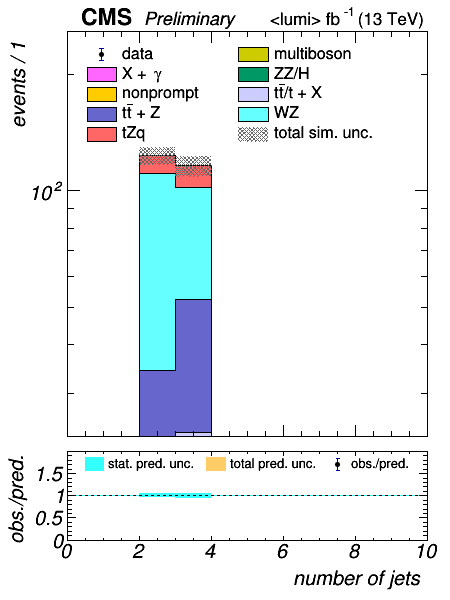 CMS Preliminary <lumi> fb⁻¹ (13 TeV)
events / 1
data
multiboson
X + γ
ZZ/H
nonprompt
tt̄/t + X
tt̄ + Z
WZ
tZq
total sim. unc.
10²
obs./pred.
stat. pred. unc. total pred. unc. obs./pred.
1.5
1
0.5
0
0 2 4 6 8 10
number of jets